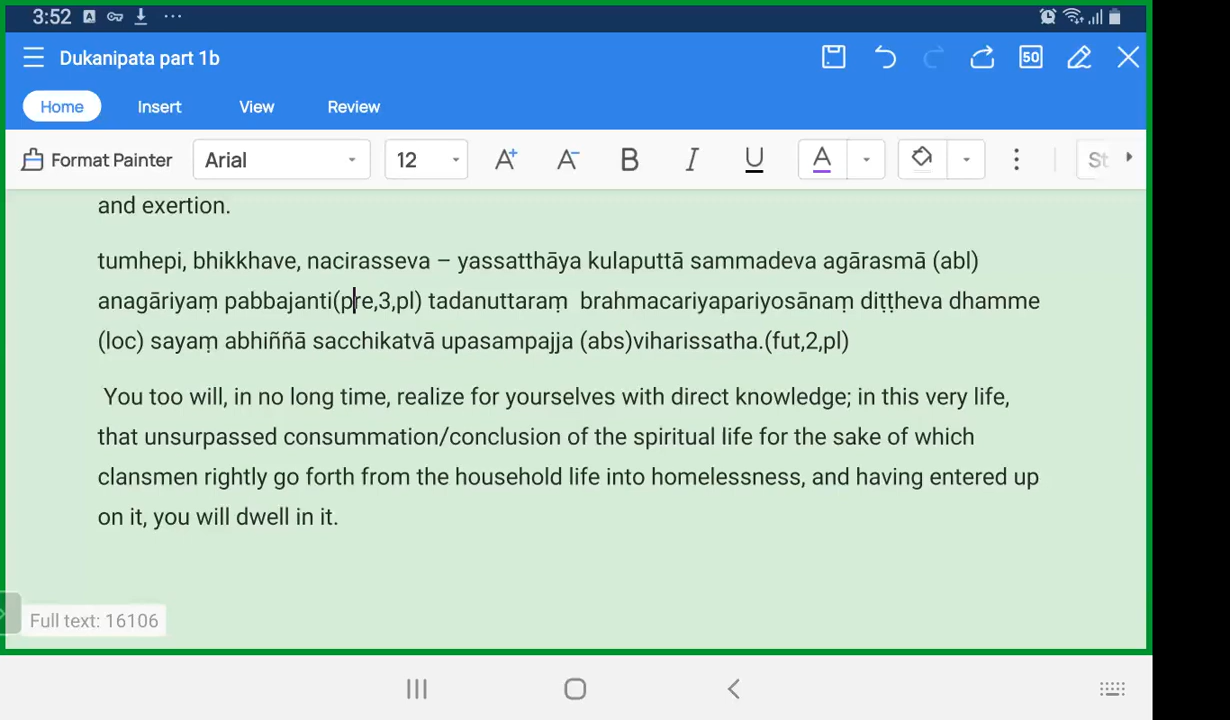 3:52 A ...
Dukanipata part 1b 50
Home Insert View Review
Format Painter Arial 12 A+ A- B I U A St
and exertion.
tumhepi, bhikkhave, nacirasseva – yassatthāya kulaputtā sammadeva agārasmā (abl)
anagāriyaṃ pabbajanti(pre,3,pl) tadanuttaraṃ  brahmacariyapariyosānaṃ diṭṭheva dhamme
(loc) sayaṃ abhiññā sacchikatvā upasampajja (abs)viharissatha.(fut,2,pl)
You too will, in no long time, realize for yourselves with direct knowledge; in this very life,
that unsurpassed consummation/conclusion of the spiritual life for the sake of which
clansmen rightly go forth from the household life into homelessness, and having entered up
on it, you will dwell in it.
Full text: 16106